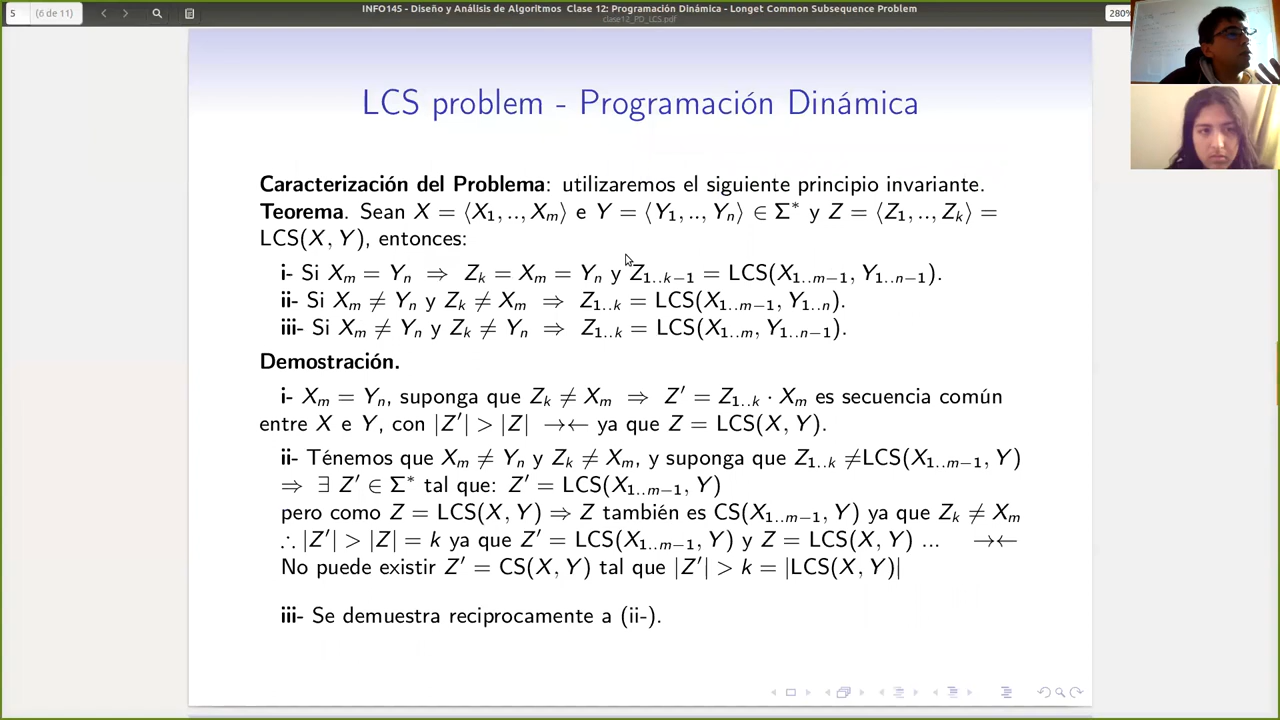 5 (6 de 11)
INFO145 - Diseño y Análisis de Algoritmos Clase 12: Programación Dinámica - Longet Common Subsequence Problem
clase12_PD_LCS.pdf
280%
LCS problem - Programación Dinámica
Caracterización del Problema: utilizaremos el siguiente principio invariante.
Teorema. Sean X = ⟨X₁, .., Xₘ⟩ e Y = ⟨Y₁, .., Yₙ⟩ ∈ Σ* y Z = ⟨Z₁, .., Zₖ⟩ =
LCS(X, Y), entonces:
i- Si Xₘ = Yₙ ⇒ Zₖ = Xₘ = Yₙ y Z₁..ₖ₋₁ = LCS(X₁..ₘ₋₁, Y₁..ₙ₋₁).
ii- Si Xₘ ≠ Yₙ y Zₖ ≠ Xₘ ⇒ Z₁..ₖ = LCS(X₁..ₘ₋₁, Y₁..ₙ).
iii- Si Xₘ ≠ Yₙ y Zₖ ≠ Yₙ ⇒ Z₁..ₖ = LCS(X₁..ₘ, Y₁..ₙ₋₁).
Demostración.
i- Xₘ = Yₙ, suponga que Zₖ ≠ Xₘ ⇒ Z′ = Z₁..ₖ · Xₘ es secuencia común
entre X e Y, con |Z′| > |Z| →← ya que Z = LCS(X, Y).
ii- Ténemos que Xₘ ≠ Yₙ y Zₖ ≠ Xₘ, y suponga que Z₁..ₖ ≠LCS(X₁..ₘ₋₁, Y)
⇒ ∃ Z′ ∈ Σ* tal que: Z′ = LCS(X₁..ₘ₋₁, Y)
pero como Z = LCS(X, Y) ⇒ Z también es CS(X₁..ₘ₋₁, Y) ya que Zₖ ≠ Xₘ
∴ |Z′| > |Z| = k ya que Z′ = LCS(X₁..ₘ₋₁, Y) y Z = LCS(X, Y) ... →←
No puede existir Z′ = CS(X, Y) tal que |Z′| > k = |LCS(X, Y)|
iii- Se demuestra reciprocamente a (ii-).